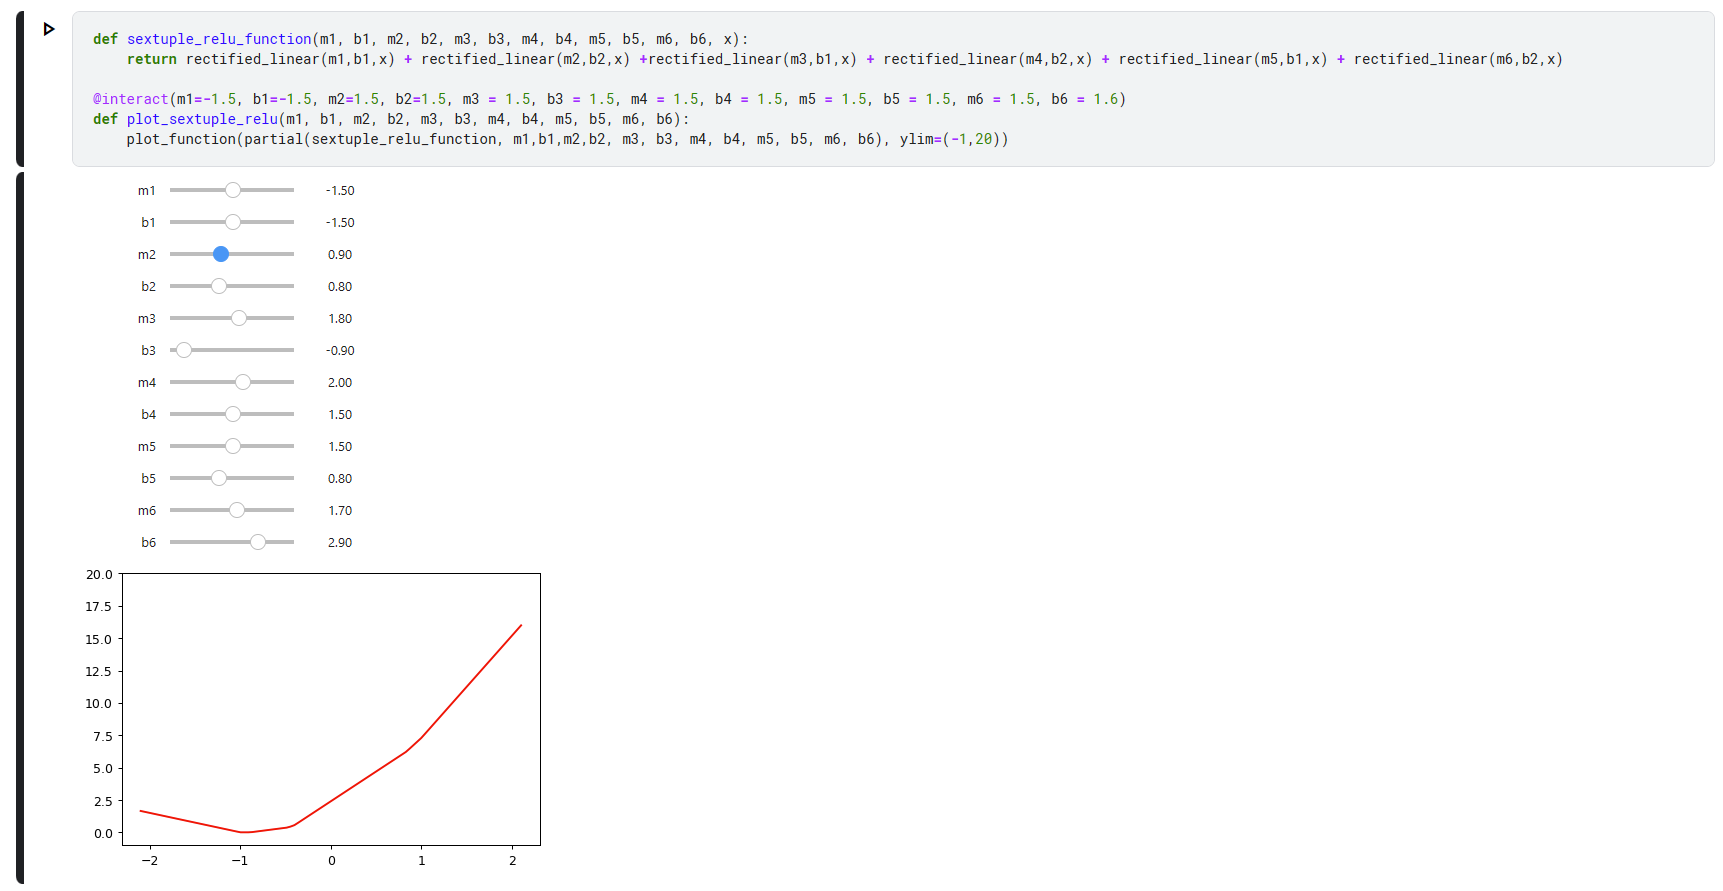 def sextuple_relu_function(m1, b1, m2, b2, m3, b3, m4, b4, m5, b5, m6, b6, x):
    return rectified_linear(m1,b1,x) + rectified_linear(m2,b2,x) +rectified_linear(m3,b1,x) + rectified_linear(m4,b2,x) + rectified_linear(m5,b1,x) + rectified_linear(m6,b2,x)
@interact(m1=-1.5, b1=-1.5, m2=1.5, b2=1.5, m3 = 1.5, b3 = 1.5, m4 = 1.5, b4 = 1.5, m5 = 1.5, b5 = 1.5, m6 = 1.5, b6 = 1.6)
def plot_sextuple_relu(m1, b1, m2, b2, m3, b3, m4, b4, m5, b5, m6, b6):
    plot_function(partial(sextuple_relu_function, m1,b1,m2,b2, m3, b3, m4, b4, m5, b5, m6, b6), ylim=(-1,20))
m1 -1.50
b1 -1.50
m2 0.90
b2 0.80
m3 1.80
b3 -0.90
m4 2.00
b4 1.50
m5 1.50
b5 0.80
m6 1.70
b6 2.90
20.0
17.5
15.0
12.5
10.0
7.5
5.0
2.5
0.0
−2 −1 0 1 2